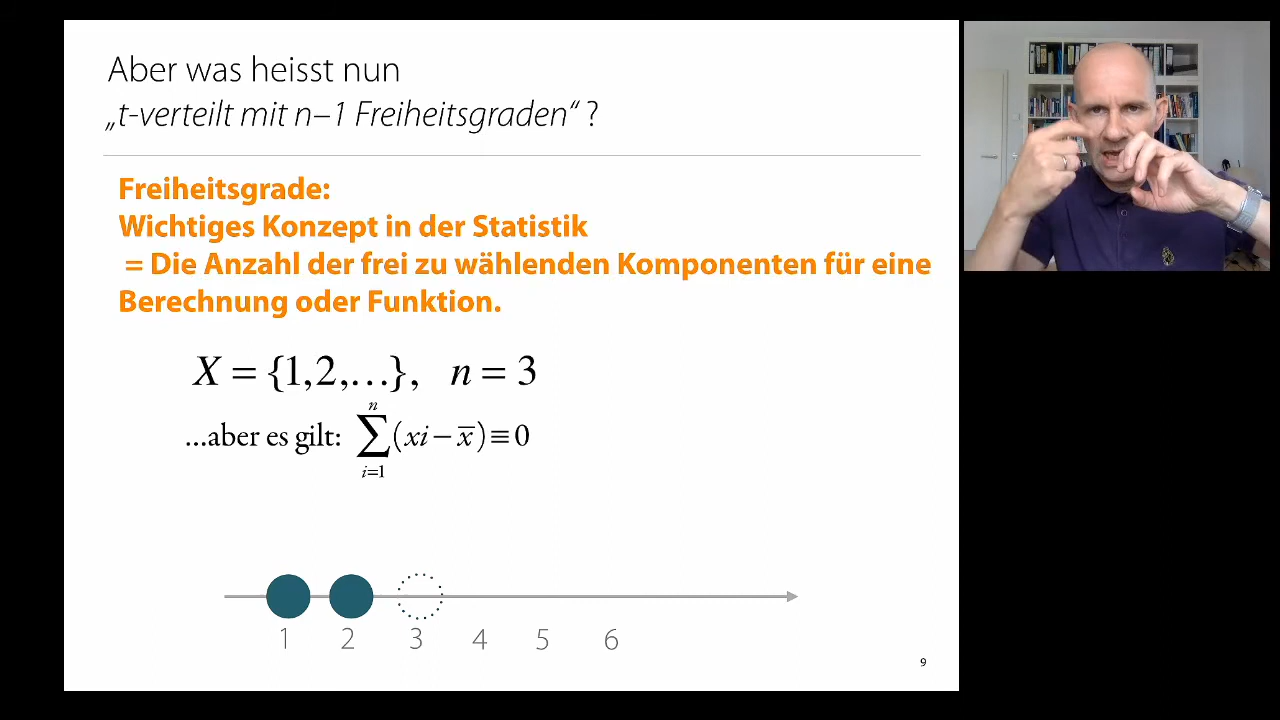 Aber was heisst nun
„t-verteilt mit n–1 Freiheitsgraden“ ?
Freiheitsgrade:
Wichtiges Konzept in der Statistik
= Die Anzahl der frei zu wählenden Komponenten für eine
Berechnung oder Funktion.
X = {1,2,…}, n = 3
…aber es gilt: ∑_{i=1}^{n} (xi − x̅) ≡ 0
1 2 3 4 5 6
9